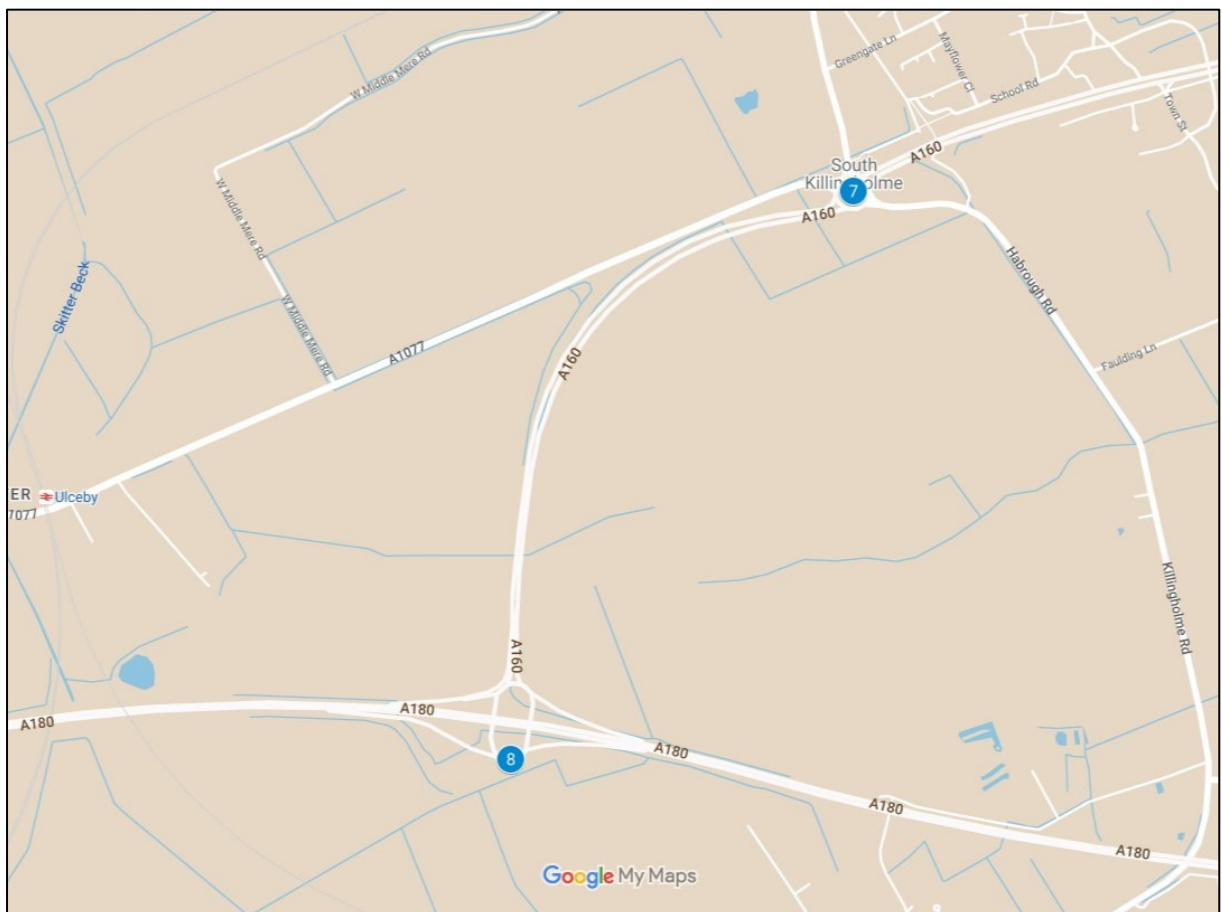 Greengate Ln
Mayflower Cl
School Rd
Town St
W Middle Mere Rd
A160
South
Killingholme
7
A160
W Middle Mere Rd
Habrough Rd
Skitter Beck
W Middle Mere Rd
A1077
A160
Faulding Ln
ER
Ulceby
1077
Killingholme Rd
A160
A180
A180
8
A180
A180
A180
Google My Maps